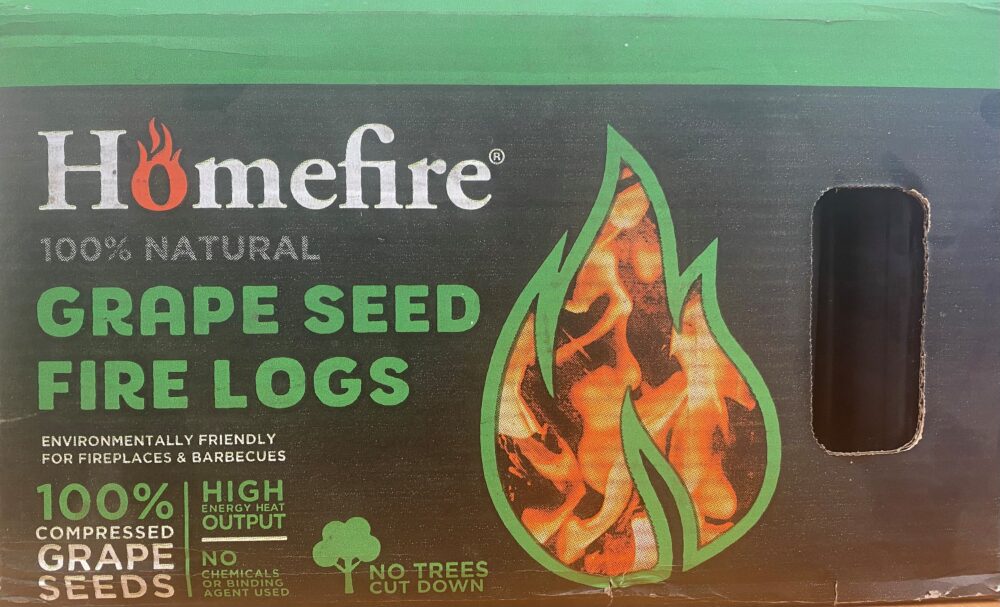 Homefire®
100% NATURAL
GRAPE SEED
FIRE LOGS
ENVIRONMENTALLY FRIENDLY
FOR FIREPLACES & BARBECUES
100%
COMPRESSED
GRAPE
SEEDS
HIGH
ENERGY HEAT
OUTPUT
NO
CHEMICALS
OR BINDING
AGENT USED
NO TREES
CUT DOWN